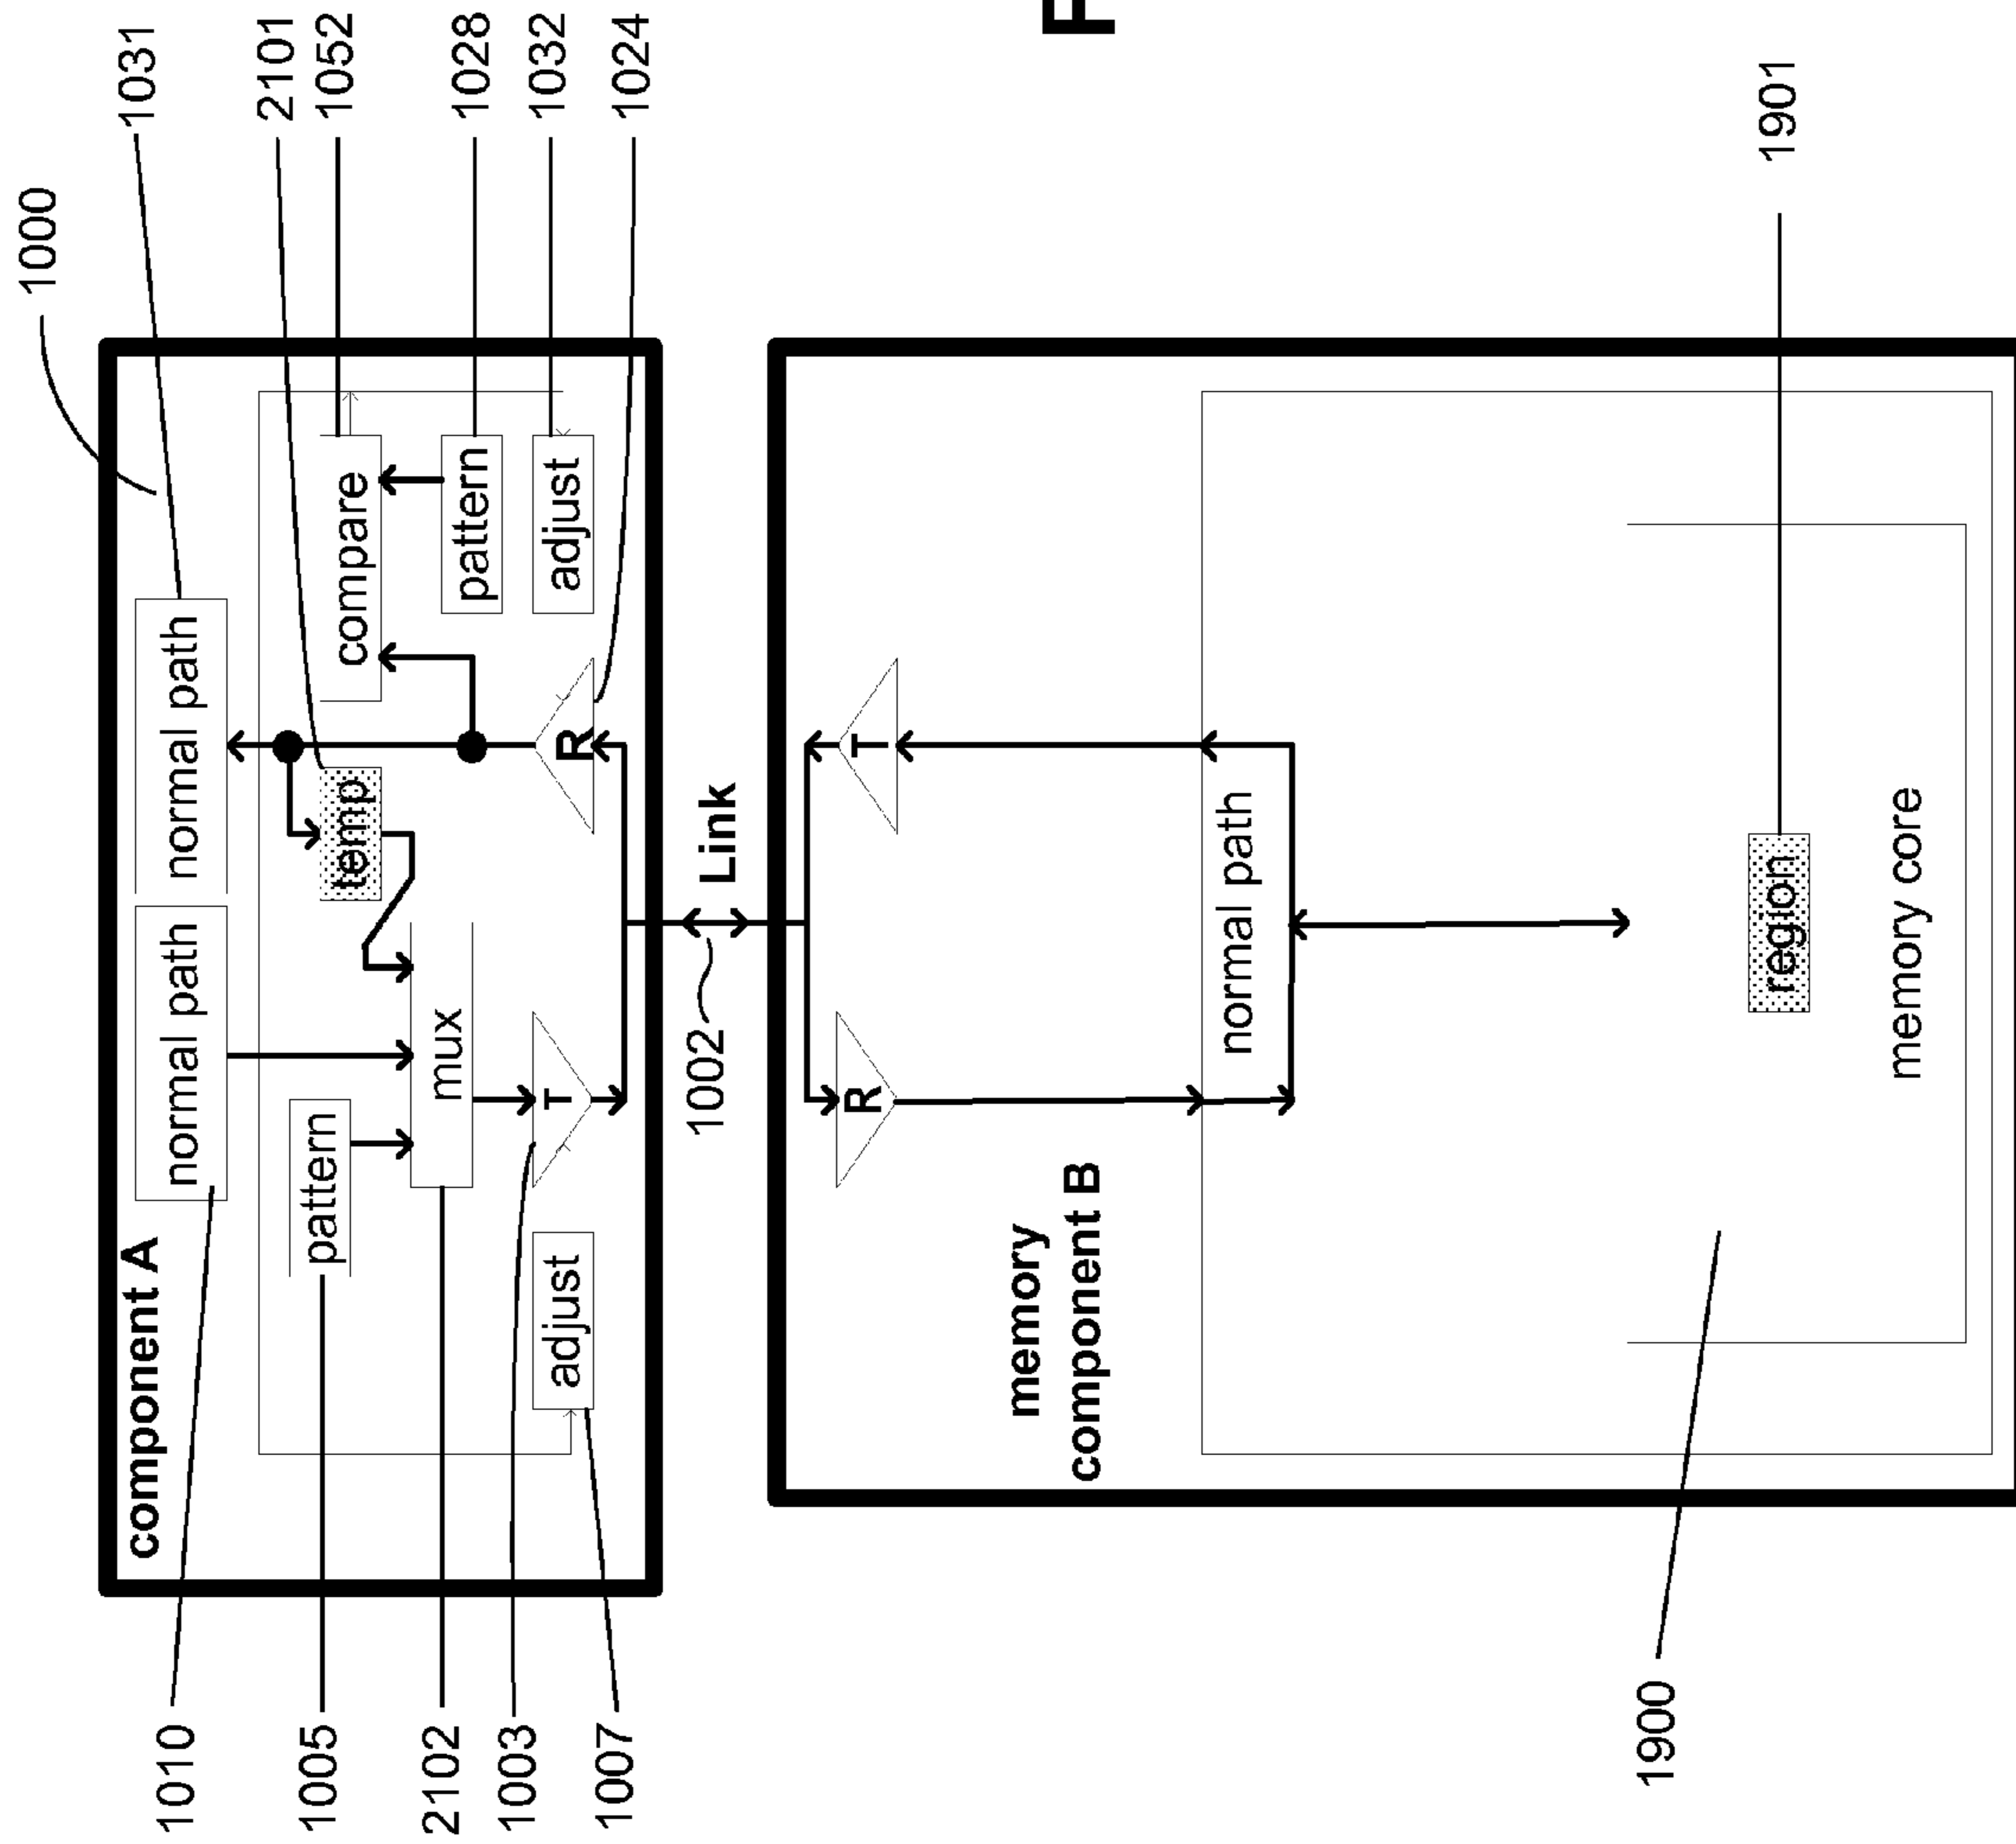 1000
1031
2101
1052
1028
1032
1024
component A
normal path
normal path
pattern
temp
compare
mux
pattern
adjust
T
R
adjust
1010
1005
2102
1003
1007
1002
Link
memory
component B
R
T
normal path
region
memory core
1900
1901
F